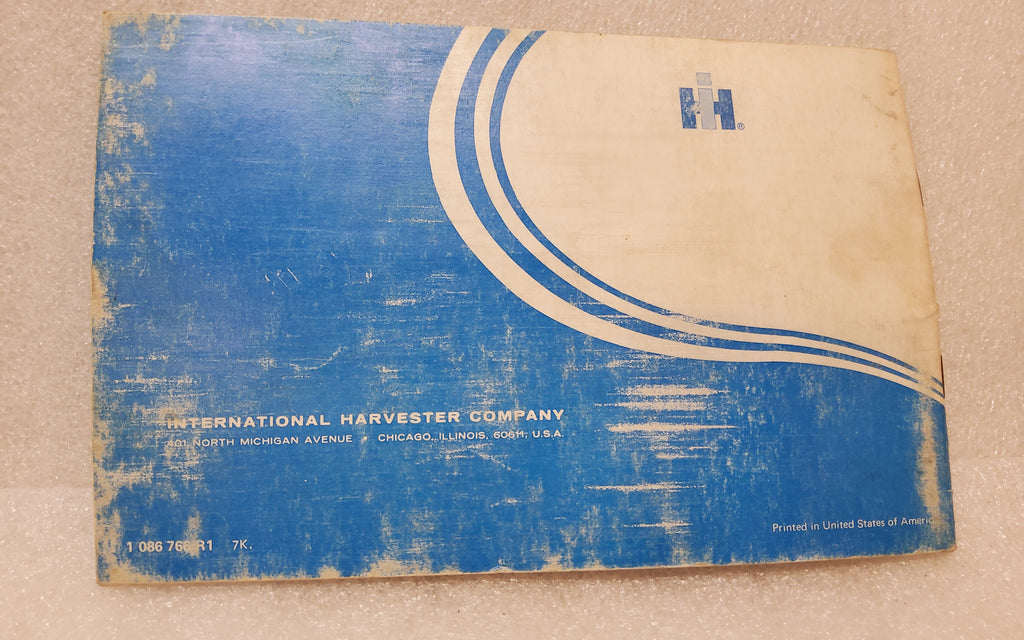 IH®
INTERNATIONAL HARVESTER COMPANY
401 NORTH MICHIGAN AVENUE • CHICAGO, ILLINOIS, 60611, U.S.A.
1 086 766 R1 7K.
Printed in United States of America